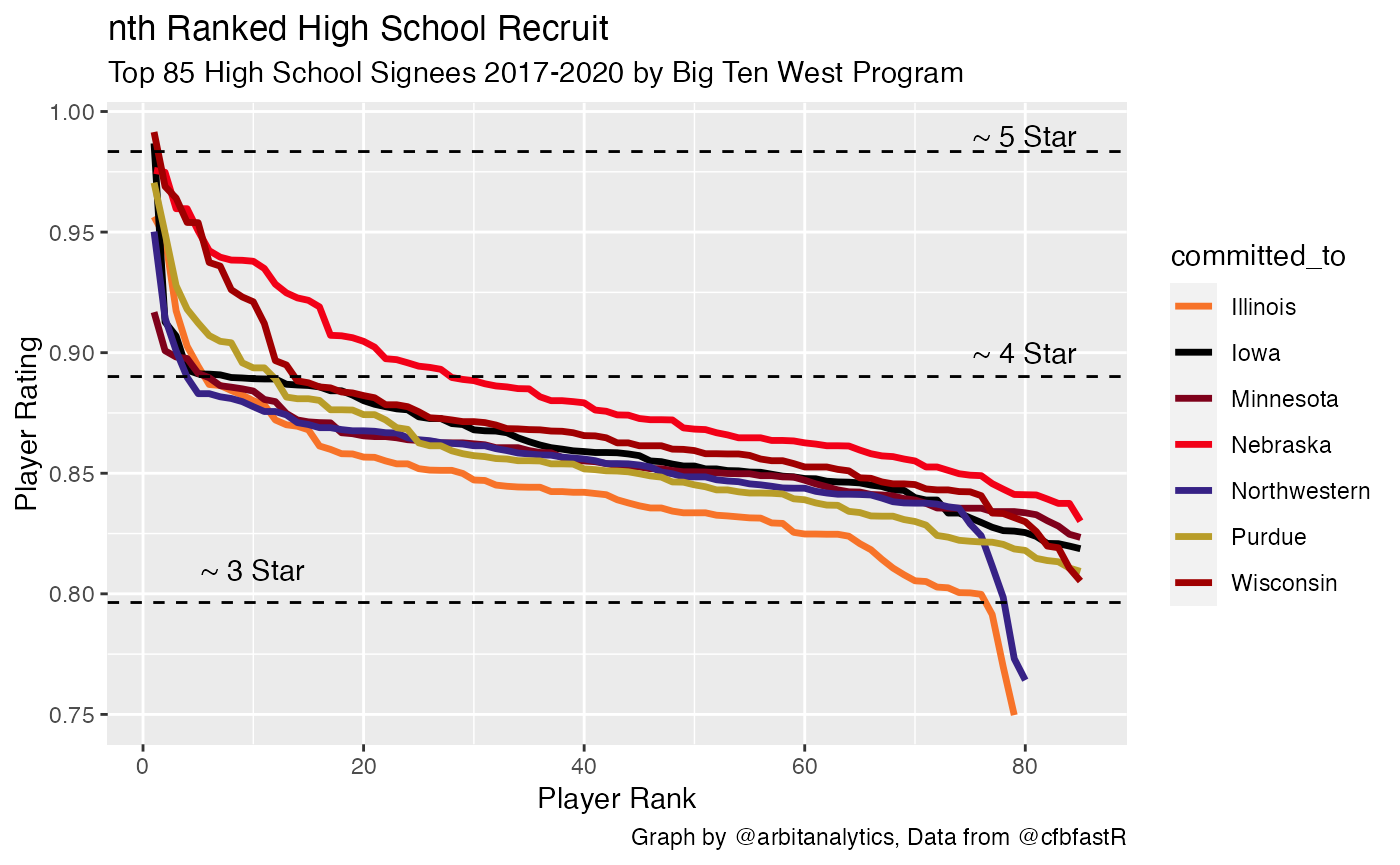 nth Ranked High School Recruit
Top 85 High School Signees 2017-2020 by Big Ten West Program
1.00
0.95
0.90
0.85
0.80
0.75
Player Rating
~ 5 Star
~ 4 Star
~ 3 Star
0 20 40 60 80
Player Rank
committed_to
Illinois
Iowa
Minnesota
Nebraska
Northwestern
Purdue
Wisconsin
Graph by @arbitanalytics, Data from @cfbfastR